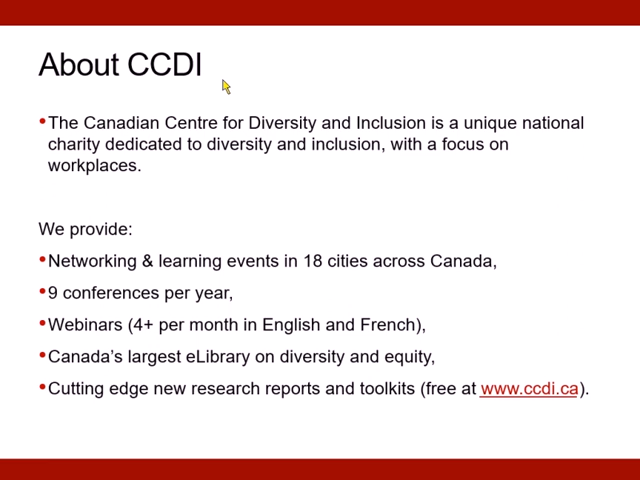 About CCDI
•The Canadian Centre for Diversity and Inclusion is a unique national
charity dedicated to diversity and inclusion, with a focus on
workplaces.
We provide:
•Networking & learning events in 18 cities across Canada,
•9 conferences per year,
•Webinars (4+ per month in English and French),
•Canada’s largest eLibrary on diversity and equity,
•Cutting edge new research reports and toolkits (free at www.ccdi.ca).